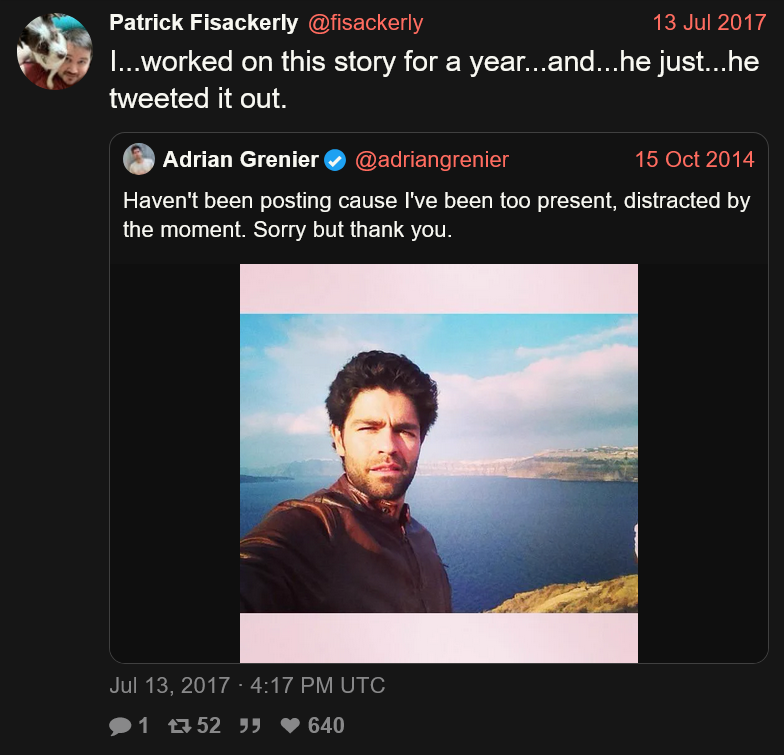 Patrick Fisackerly @fisackerly 13 Jul 2017
I...worked on this story for a year...and...he just...he
tweeted it out.
Adrian Grenier @adriangrenier 15 Oct 2014
Haven't been posting cause I've been too present, distracted by
the moment. Sorry but thank you.
Jul 13, 2017 · 4:17 PM UTC
1 52 640